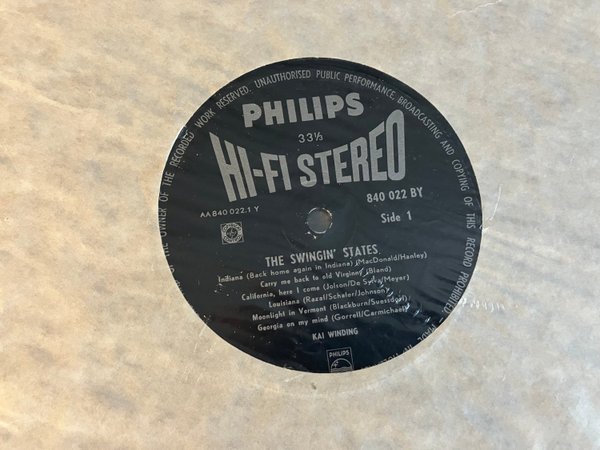 OF THE OWNER OF THE RECORDED WORK RESERVED. UNAUTHORISED PUBLIC PERFORMANCE, BROADCASTING AND COPYING OF THIS RECORD PROHIBITED. MADE
PHILIPS
33⅓
HI-FI STEREO
AA 840 022.1 Y
840 022 BY
Side 1
THE SWINGIN' STATES
Indiana (Back home again in Indiana) (MacDonald/Hanley)
Carry me back to old Virginny (Bland)
California, here I come (Jolson/De Sylva/Meyer)
Louisiana (Razaf/Schafer/Johnson)
Moonlight in Vermont (Blackburn/Suessdorf)
Georgia on my mind (Gorrell/Carmichael)
KAI WINDING
PHILIPS